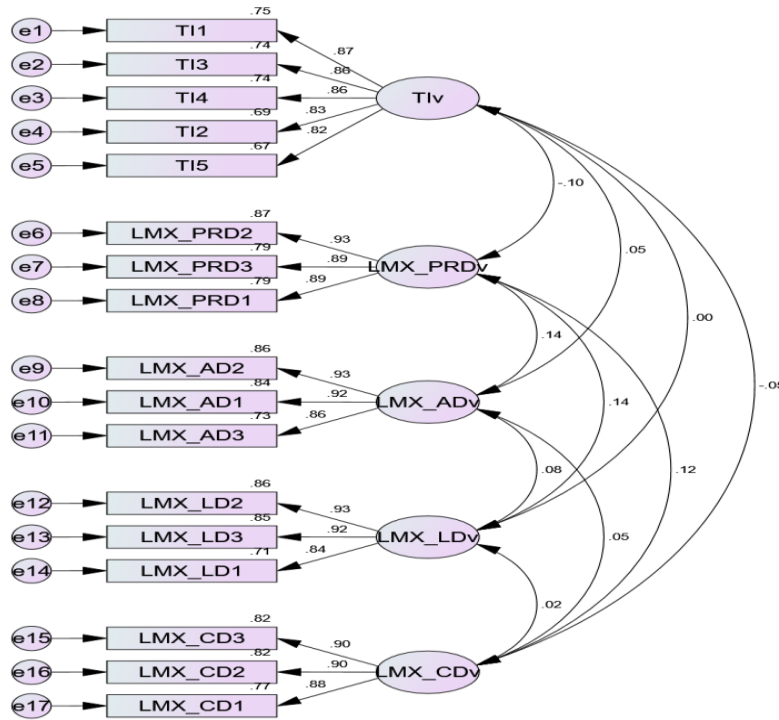 .75
e1 TI1
.87
.74
e2 TI3
.86
.74
e3 TI4
.86
TIv
.69
e4 TI2
.83
.67
e5 TI5
.82
-.10
.87
e6 LMX_PRD2
.93
.05
.79
e7 LMX_PRD3
.89
LMX_PRDv
.79
e8 LMX_PRD1
.89
.00
.14
.86
e9 LMX_AD2
.93
-.05
.84
e10 LMX_AD1
.92
LMX_ADv
.14
.73
e11 LMX_AD3
.86
.08
.12
.86
e12 LMX_LD2
.93
.85
e13 LMX_LD3
.92
LMX_LDv
.05
.71
e14 LMX_LD1
.84
.02
.82
e15 LMX_CD3
.90
.82
e16 LMX_CD2
.90
LMX_CDv
.77
e17 LMX_CD1
.88